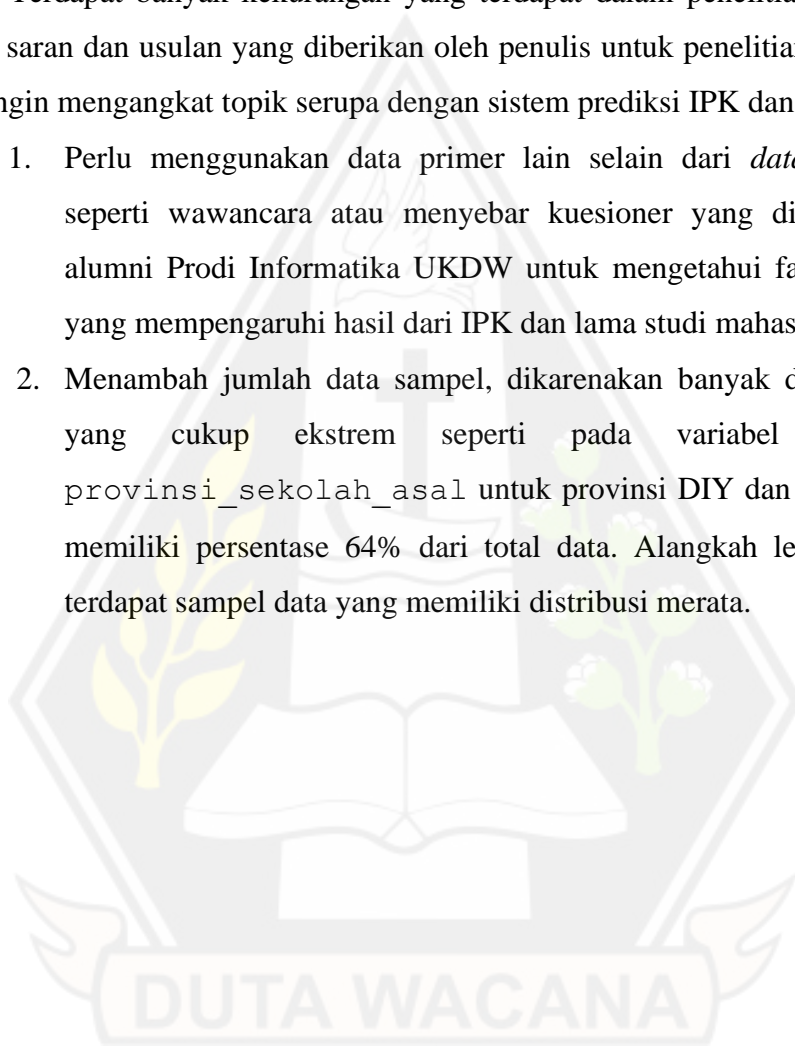 Terdapat banyak kekurangan yang terdapat dalam penelitian
saran dan usulan yang diberikan oleh penulis untuk penelitian
ngin mengangkat topik serupa dengan sistem prediksi IPK dan
1. Perlu menggunakan data primer lain selain dari data
seperti wawancara atau menyebar kuesioner yang di
alumni Prodi Informatika UKDW untuk mengetahui fa
yang mempengaruhi hasil dari IPK dan lama studi mahas
2. Menambah jumlah data sampel, dikarenakan banyak d
yang cukup ekstrem seperti pada variabel
provinsi_sekolah_asal untuk provinsi DIY dan
memiliki persentase 64% dari total data. Alangkah le
terdapat sampel data yang memiliki distribusi merata.
DUTA WACANA